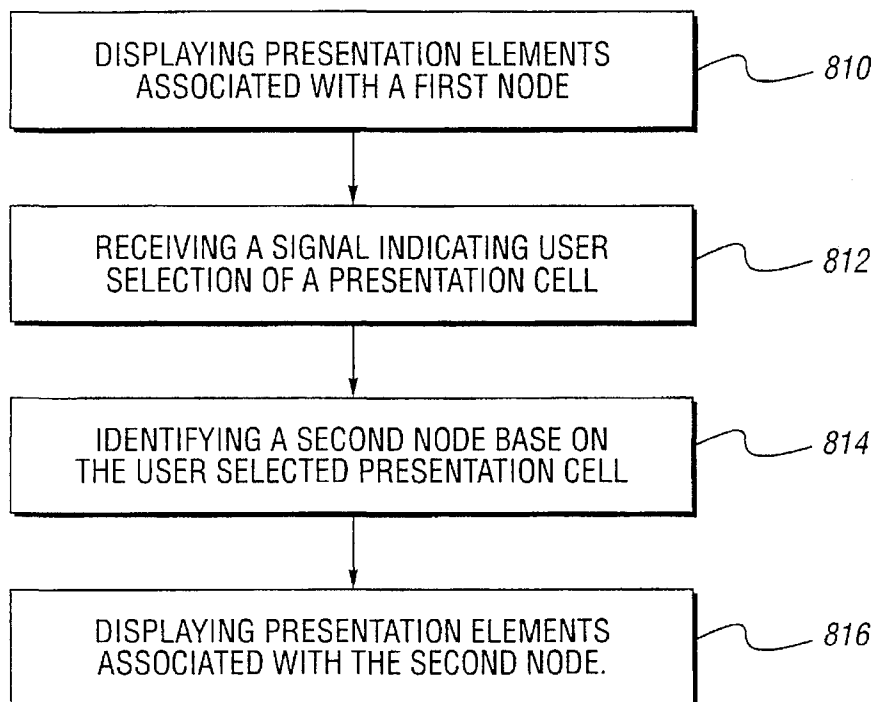 DISPLAYING PRESENTATION ELEMENTS
ASSOCIATED WITH A FIRST NODE
810
RECEIVING A SIGNAL INDICATING USER
SELECTION OF A PRESENTATION CELL
812
IDENTIFYING A SECOND NODE BASE ON
THE USER SELECTED PRESENTATION CELL
814
DISPLAYING PRESENTATION ELEMENTS
ASSOCIATED WITH THE SECOND NODE.
816